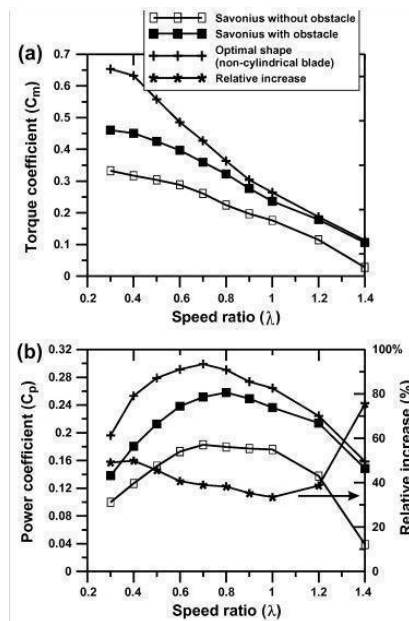 Savonius without obstacle
Savonius with obstacle
Optimal shape
(non-cylindrical blade)
Relative increase
(a)
0.7
0.6
0.5
0.4
0.3
0.2
0.1
0
Torque coefficient (Cm)
0.2 0.4 0.6 0.8 1 1.2 1.4
Speed ratio (λ)
(b)
0.32
0.28
0.24
0.2
0.16
0.12
0.08
0.04
0
Power coefficient (Cp)
100%
80
60
40
20
0
Relative increase (%)
0.2 0.4 0.6 0.8 1 1.2 1.4
Speed ratio (λ)